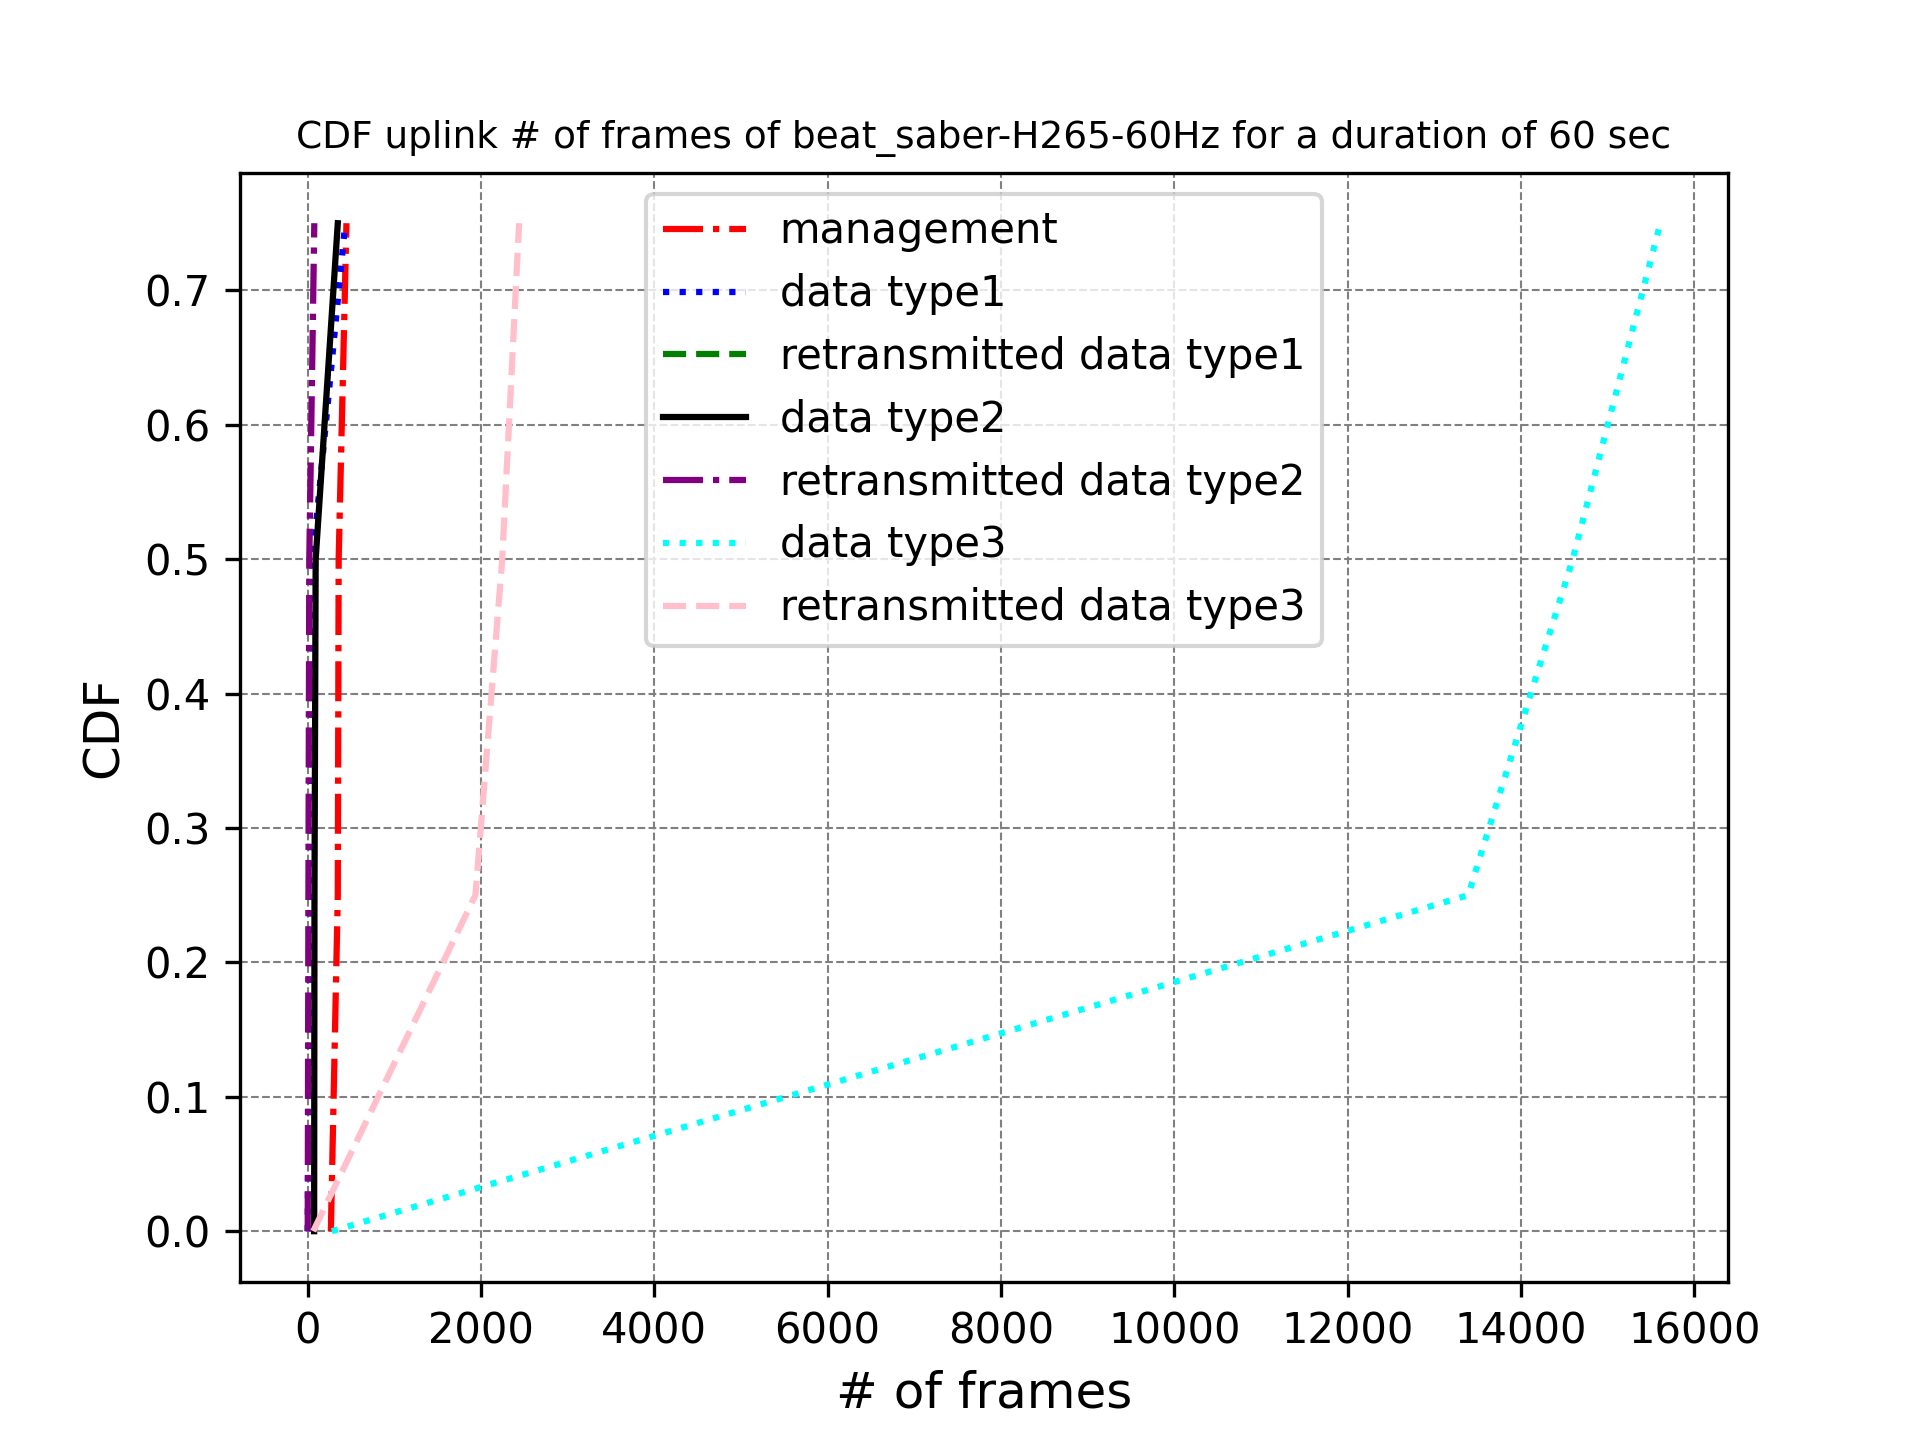 CDF uplink # of frames of beat_saber-H265-60Hz for a duration of 60 sec
management
data type1
retransmitted data type1
data type2
retransmitted data type2
data type3
retransmitted data type3
CDF
0.7
0.6
0.5
0.4
0.3
0.2
0.1
0.0
0 2000 4000 6000 8000 10000 12000 14000 16000
# of frames